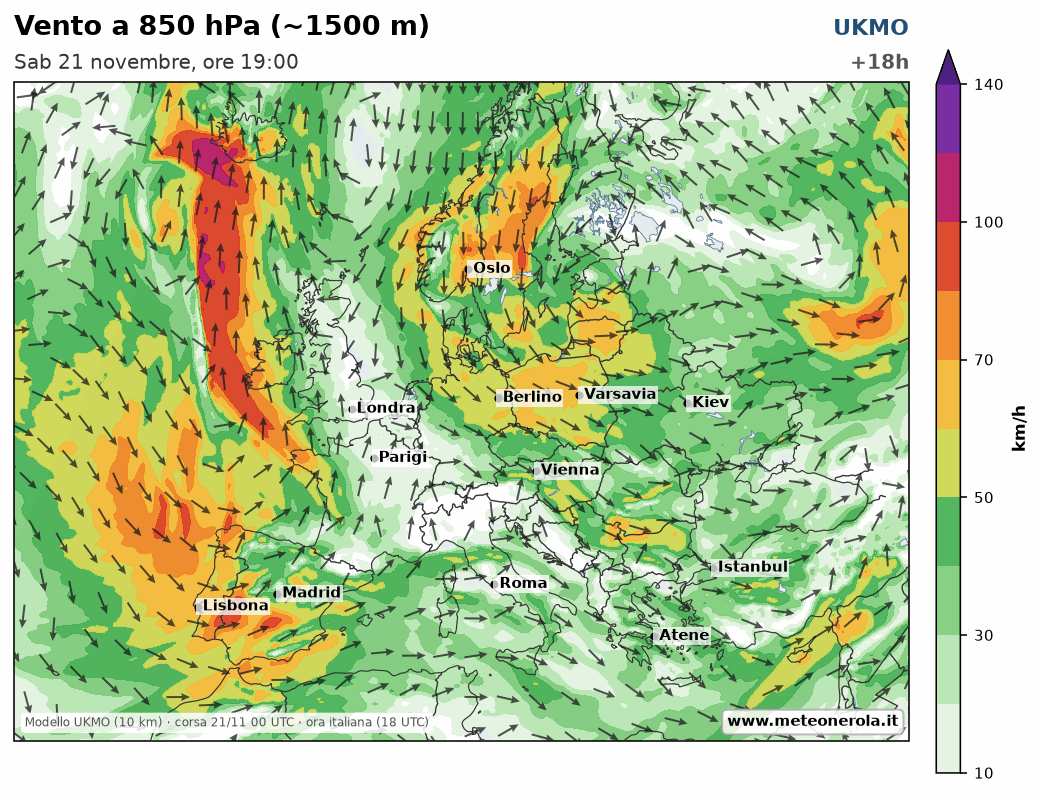 Vento a 850 hPa (~1500 m)
UKMO
Sab 21 novembre, ore 19:00
+18h
140
100
70
50
30
10
km/h
Oslo
Berlino
Varsavia
Kiev
Londra
Parigi
Vienna
Istanbul
Roma
Madrid
Lisbona
Atene
Modello UKMO (10 km) · corsa 21/11 00 UTC · ora italiana (18 UTC)
www.meteonerola.it